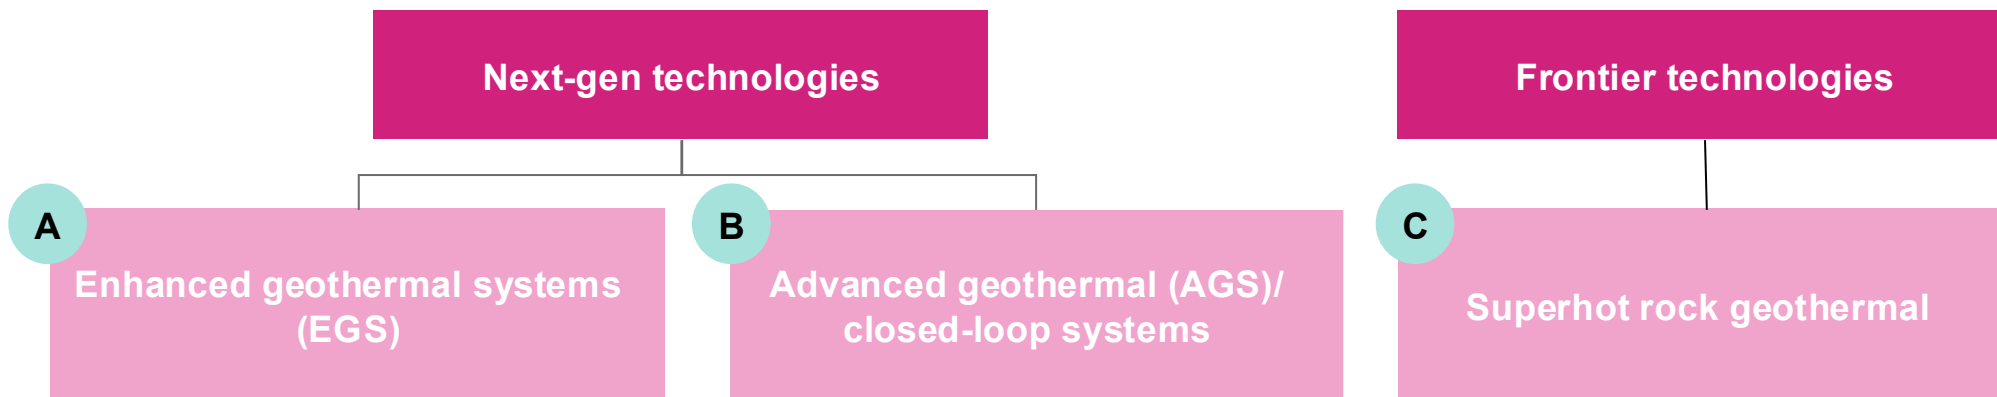 Next-gen technologies
Frontier technologies
A
Enhanced geothermal systems
(EGS)
B
Advanced geothermal (AGS)/
closed-loop systems
C
Superhot rock geothermal